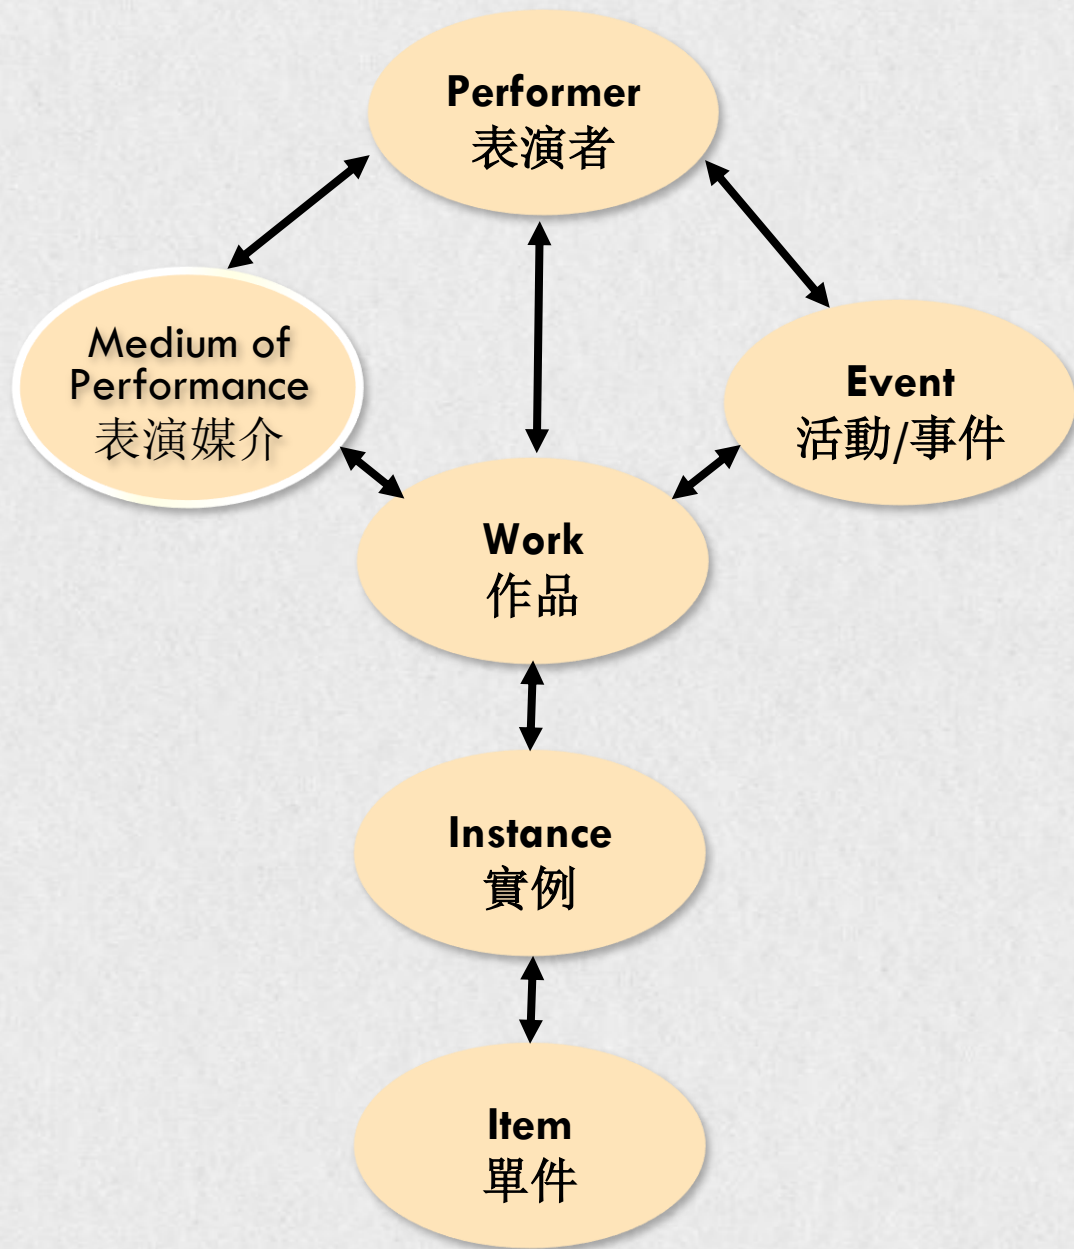 Performer
表演者
Medium of
Performance
表演媒介
Event
活動/事件
Work
作品
Instance
實例
Item
單件